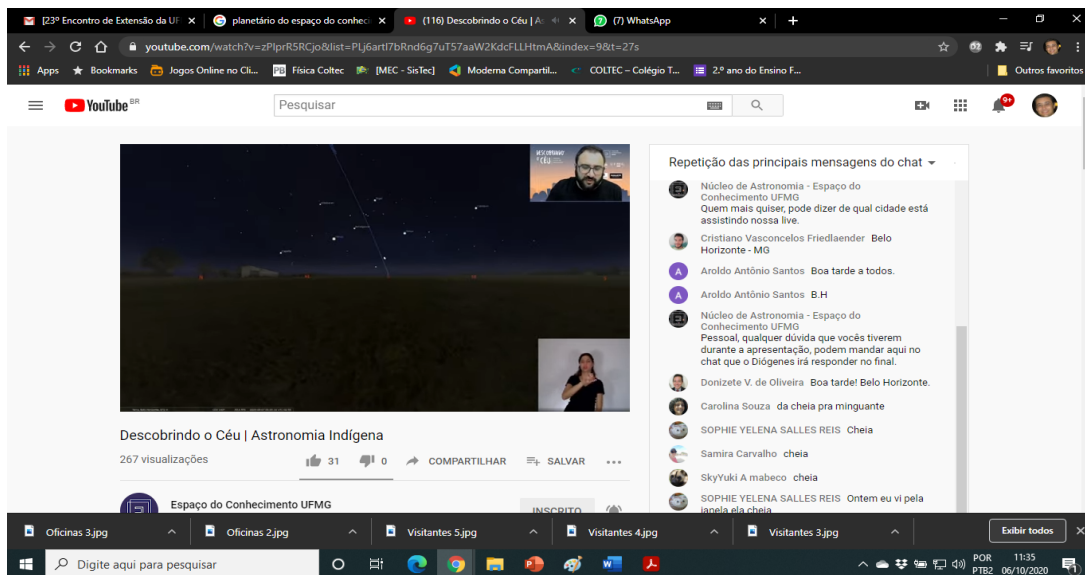 [23º Encontro de Extensão da UF
planetário do espaço do conheci
(116) Descobrindo o Céu | As
(7) WhatsApp
youtube.com/watch?v=zPlprR5RCjo&list=PLj6artI7bRnd6g7uT57aaW2KdcFLLHtmA&index=9&t=27s
Apps Bookmarks Jogos Online no Cli... PB Física Coltec [MEC - SisTec] Moderna Compartil... COLTEC – Colégio T... 2.º ano do Ensino F... Outros favoritos
YouTube BR
Pesquisar
9+
DESCOBRINDO
O CÉU
Descobrindo o Céu | Astronomia Indígena
267 visualizações
31 0 COMPARTILHAR SALVAR
Espaço do Conhecimento UFMG
INSCRITO
Repetição das principais mensagens do chat
Núcleo de Astronomia - Espaço do
Conhecimento UFMG
Quem mais quiser, pode dizer de qual cidade está
assistindo nossa live.
Cristiano Vasconcelos Friedlaender Belo
Horizonte - MG
A Aroldo Antônio Santos Boa tarde a todos.
A Aroldo Antônio Santos B.H
Núcleo de Astronomia - Espaço do
Conhecimento UFMG
Pessoal, qualquer dúvida que vocês tiverem
durante a apresentação, podem mandar aqui no
chat que o Diógenes irá responder no final.
Donizete V. de Oliveira Boa tarde! Belo Horizonte.
Carolina Souza da cheia pra minguante
SOPHIE YELENA SALLES REIS Cheia
Samira Carvalho cheia
SkyYuki A mabeco cheia
SOPHIE YELENA SALLES REIS Ontem eu vi pela
janela ela cheia
Oficinas 3.jpg Oficinas 2.jpg Visitantes 5.jpg Visitantes 4.jpg Visitantes 3.jpg Exibir todos
Digite aqui para pesquisar
POR 11:35
PTB2 06/10/2020